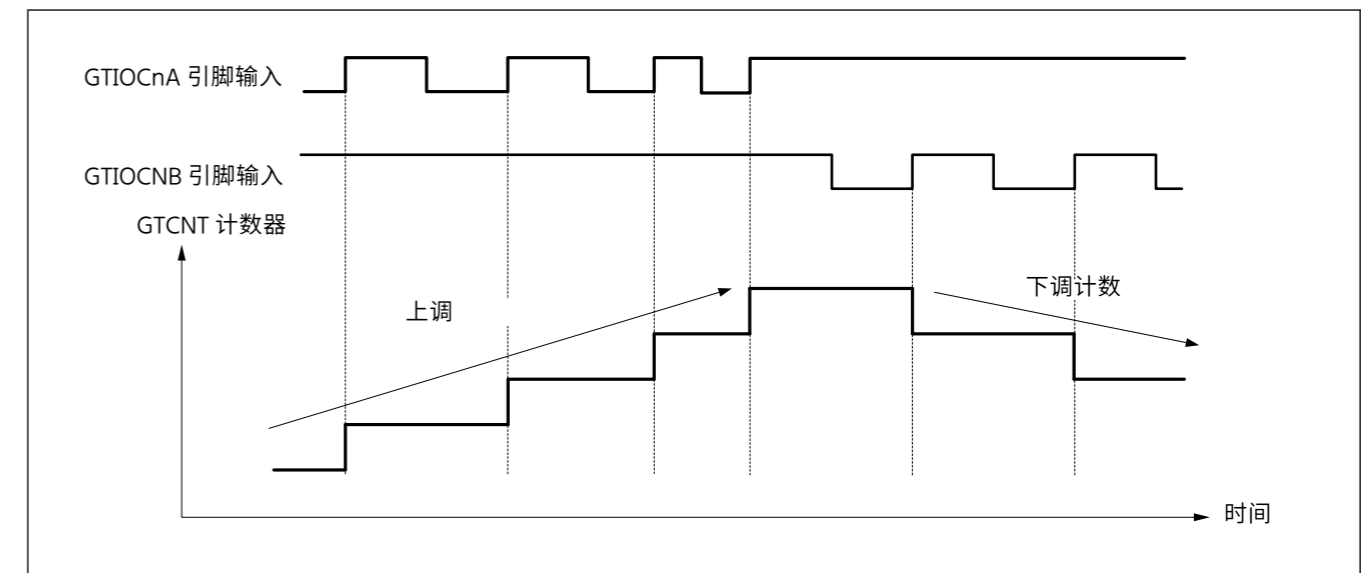 GTIOCnA 引脚输入
GTIOCNB 引脚输入
GTCNT 计数器
上调
下调计数
时间